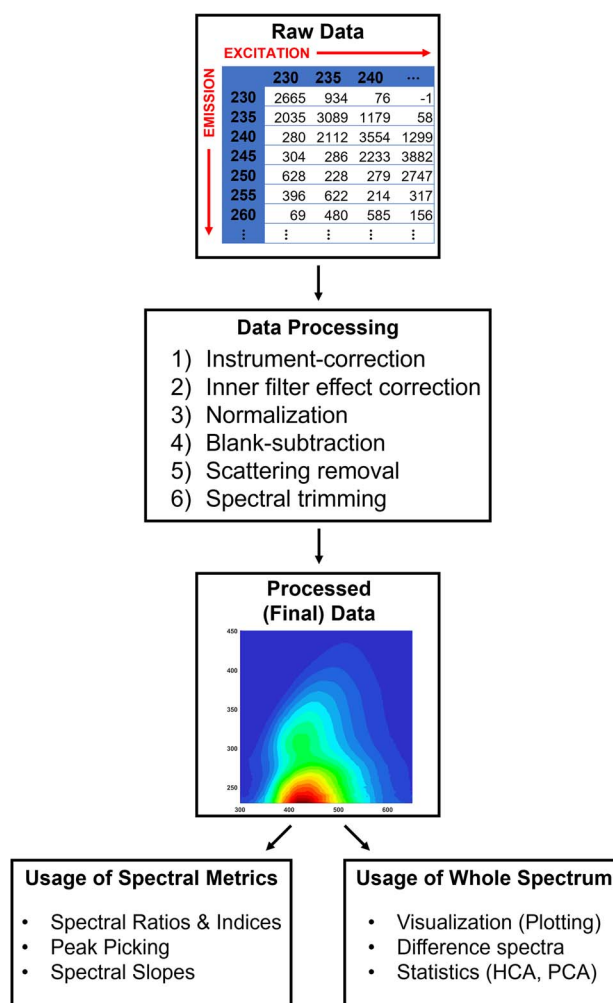 Raw Data
EXCITATION
EMISSION
230 235 240 ...
230 2665 934 76 -1
235 2035 3089 1179 58
240 280 2112 3554 1299
245 304 286 2233 3882
250 628 228 279 2747
255 396 622 214 317
260 69 480 585 156
⋮ ⋮ ⋮ ⋮ ⋮
Data Processing
1) Instrument-correction
2) Inner filter effect correction
3) Normalization
4) Blank-subtraction
5) Scattering removal
6) Spectral trimming
Processed
(Final) Data
450
400
350
300
250
300 400 500 600
Usage of Spectral Metrics
• Spectral Ratios & Indices
• Peak Picking
• Spectral Slopes
Usage of Whole Spectrum
• Visualization (Plotting)
• Difference spectra
• Statistics (HCA, PCA)